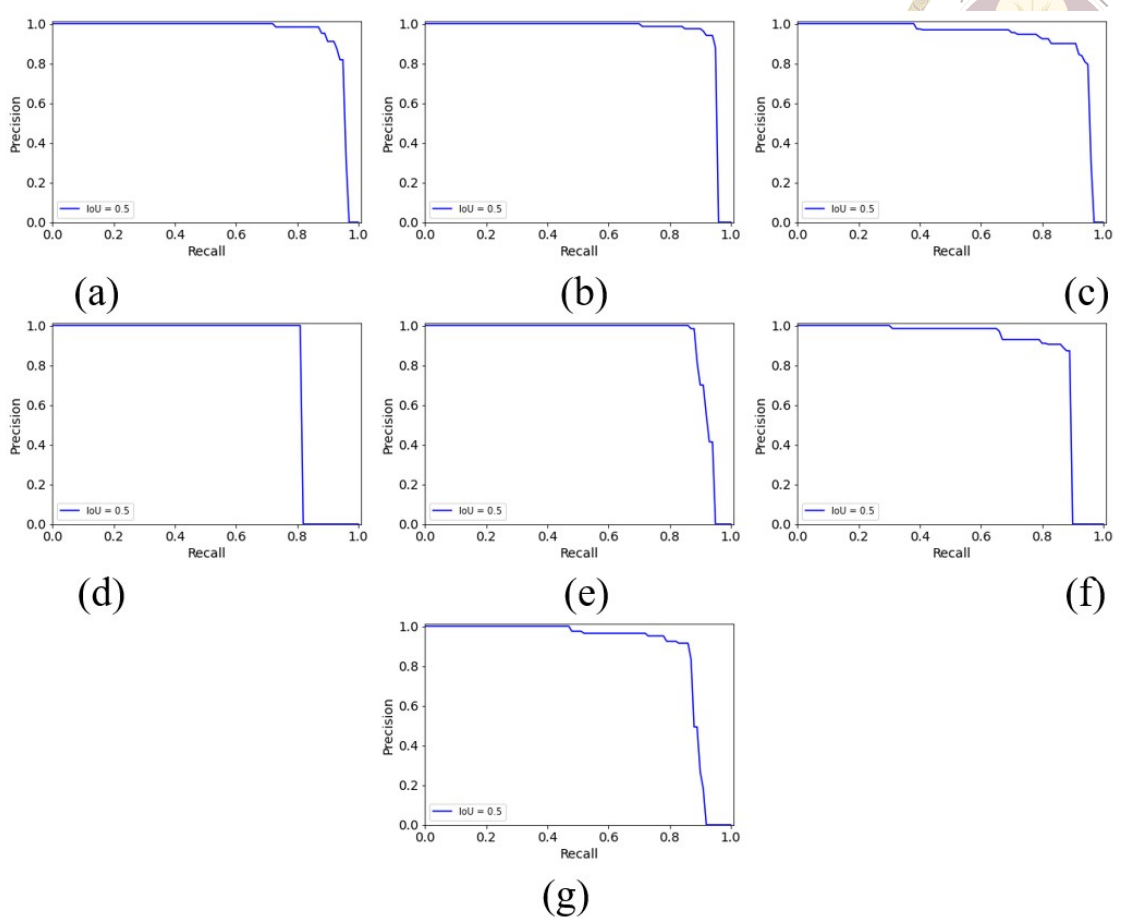 1.0 1.0 1.0
0.8 0.8 0.8
Precision Precision Precision
0.6 0.6 0.6
0.4 0.4 0.4
0.2 0.2 0.2
IoU = 0.5 IoU = 0.5 IoU = 0.5
0.0 0.0 0.0
0.0 0.2 0.4 0.6 0.8 1.0 0.0 0.2 0.4 0.6 0.8 1.0 0.0 0.2 0.4 0.6 0.8 1.0
Recall Recall Recall
(a) (b) (c)
1.0 1.0 1.0
0.8 0.8 0.8
Precision Precision Precision
0.6 0.6 0.6
0.4 0.4 0.4
0.2 0.2 0.2
IoU = 0.5 IoU = 0.5 IoU = 0.5
0.0 0.0 0.0
0.0 0.2 0.4 0.6 0.8 1.0 0.0 0.2 0.4 0.6 0.8 1.0 0.0 0.2 0.4 0.6 0.8 1.0
Recall Recall Recall
(d) (e) (f)
1.0
0.8
Precision
0.6
0.4
0.2
IoU = 0.5
0.0
0.0 0.2 0.4 0.6 0.8 1.0
Recall
(g)